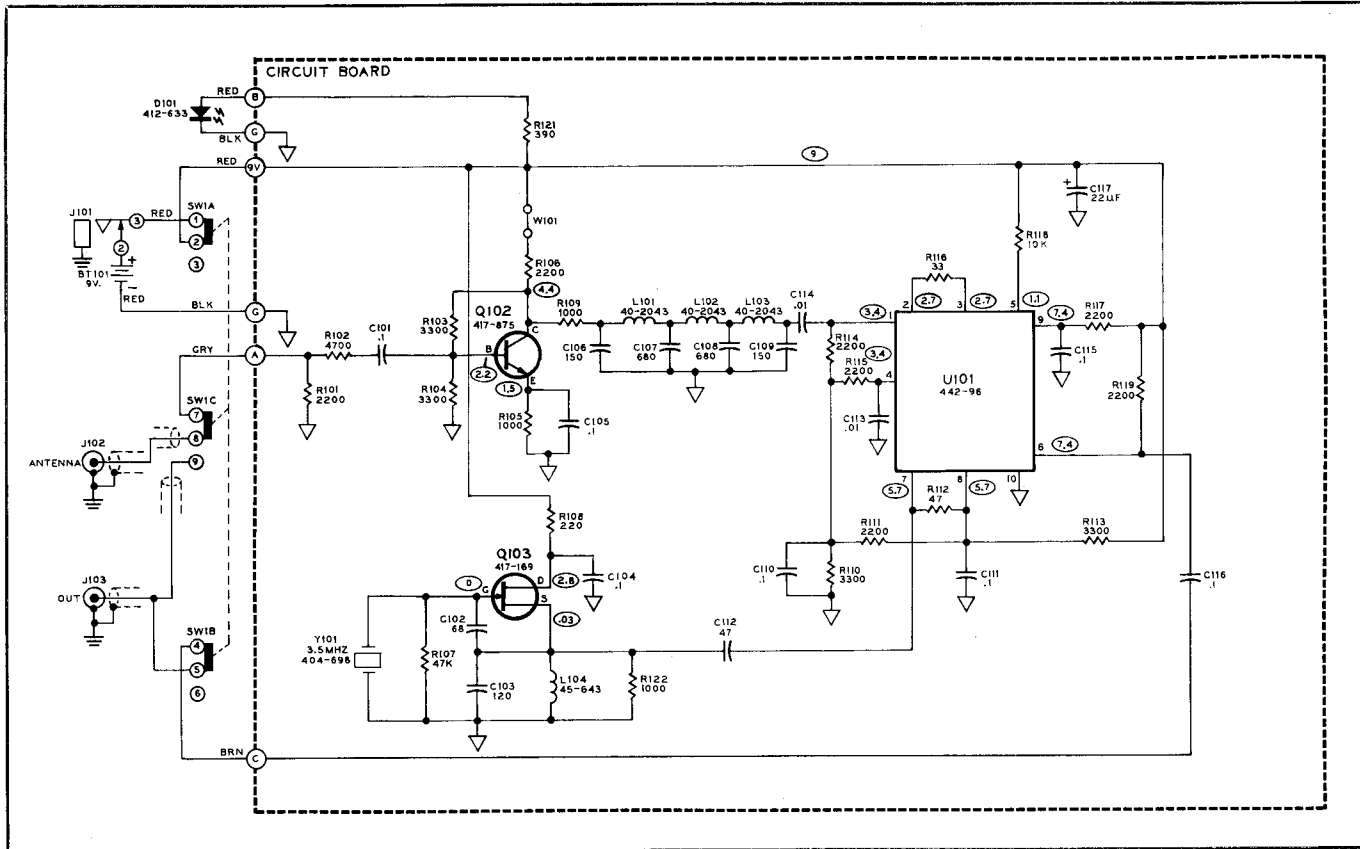 CIRCUIT BOARD
RED
B
D101
412-633
BLK
G
R121
390
RED
9V
9
C117
22µF
+
J101
3
RED
SW1A
1
2
3
2
BT101
9V.
+
-
RED
BLK
G
W101
R106
2200
4.4
R118
10K
R116
33
2
2.7
2.7
3
5
1.1
Q102
417-875
R103
3300
R109
1000
L101
40-2043
L102
40-2043
L103
40-2043
C114
.01
3.4
1
9
7.4
R117
2200
C
GRY
A
R102
4700
C101
.1
B
2.2
E
1.5
C106
150
C107
680
C108
680
C109
150
R114
2200
R115
2200
3.4
4
U101
442-96
C115
.1
R101
2200
R104
3300
R105
1000
C105
.1
C113
.01
R119
2200
SW1C
7
8
9
J102
ANTENNA
6
7.4
5.7
7
R112
47
8
5.7
10
R108
220
R111
2200
R113
3300
Q103
417-169
0
G
D
2.8
S
.03
C104
.1
C110
.1
R110
3300
C111
.1
C116
.1
J103
OUT
SW1B
4
5
6
Y101
3.5MHZ
404-698
R107
47K
C102
68
C103
120
L104
45-643
R122
1000
C112
47
BRN
C